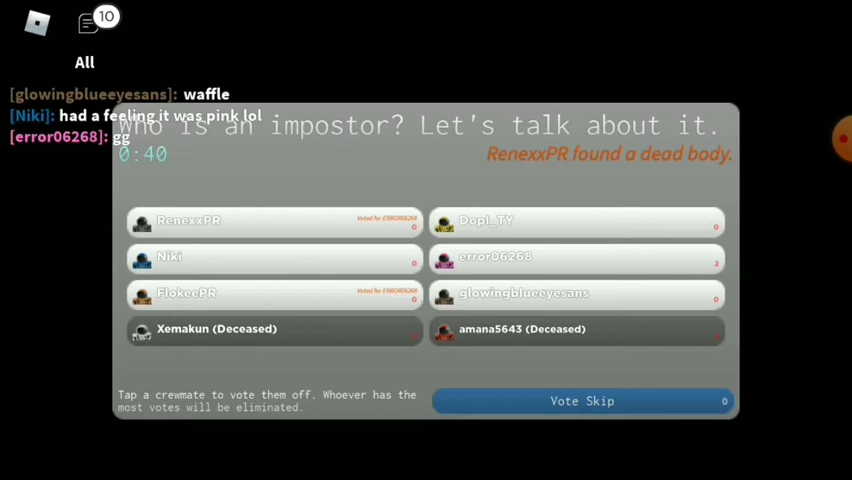 10
All
[glowingblueeyesans]: waffle
[Niki]: had a feeling it was pink lol
[error06268]: gg
Who is an impostor? Let's talk about it.
0:40
RenexxPR found a dead body.
RenexxPR
Voted for ERROR06268
0
Dopl_TY
0
Niki
0
error06268
2
FlokecPR
Voted for ERROR06268
0
glowingblueeyesans
0
Xemakun (Deceased)
amana5643 (Deceased)
Tap a crewmate to vote them off. Whoever has the
most votes will be eliminated.
Vote Skip
0